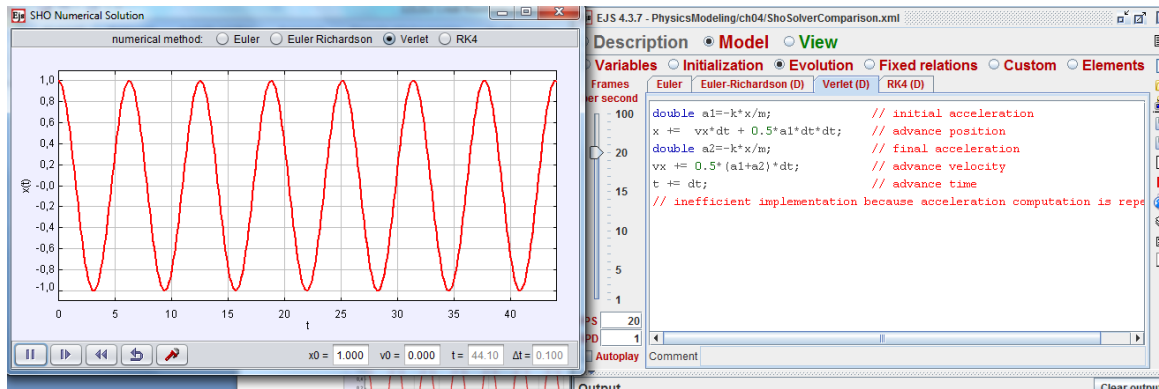 SHO Numerical Solution
numerical method: Euler Euler Richardson Verlet RK4
1,0
0,8
0,6
0,4
0,2
-0,0
-0,2
-0,4
-0,6
-0,8
-1,0
x(t)
0 5 10 15 20 25 30 35 40
t
x0 = 1.000 v0 = 0.000 t = 44.10 Δt = 0.100
EJS 4.3.7 - PhysicsModeling/ch04/ShoSolverComparison.xml
Description Model View
Variables Initialization Evolution Fixed relations Custom Elements
Frames
per second
100
20
15
10
5
1
PS 20
PD 1
Autoplay
Euler Euler-Richardson (D) Verlet (D) RK4 (D)
double a1=-k*x/m; // initial acceleration
x += vx*dt + 0.5*a1*dt*dt; // advance position
double a2=-k*x/m; // final acceleration
vx += 0.5*(a1+a2)*dt; // advance velocity
t += dt; // advance time
// inefficient implementation because acceleration computation is repe
Comment
Output
Clear output